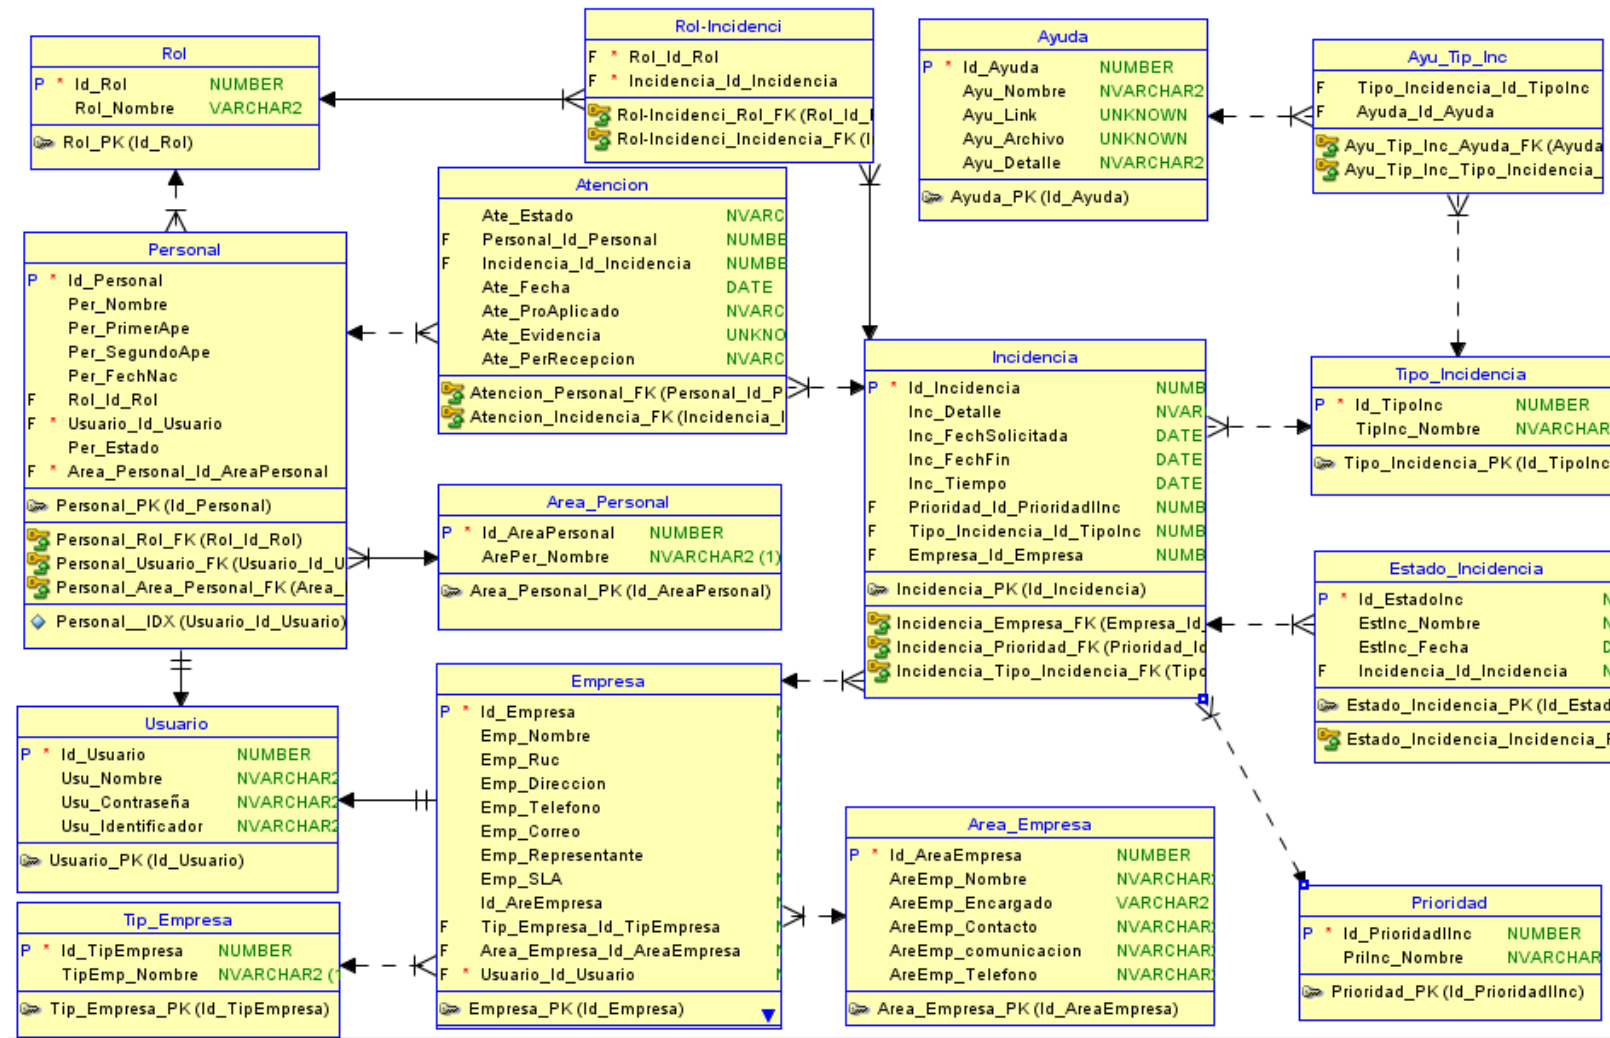 Rol
P * Id_Rol NUMBER
Rol_Nombre VARCHAR2
Rol_PK (Id_Rol)
Rol-Incidenci
F * Rol_Id_Rol
F * Incidencia_Id_Incidencia
Rol-Incidenci_Rol_FK (Rol_Id_
Rol-Incidenci_Incidencia_FK (I
Ayuda
P * Id_Ayuda NUMBER
Ayu_Nombre NVARCHAR2
Ayu_Link UNKNOWN
Ayu_Archivo UNKNOWN
Ayu_Detalle NVARCHAR2
Ayuda_PK (Id_Ayuda)
Ayu_Tip_Inc
F Tipo_Incidencia_Id_TipoInc
F Ayuda_Id_Ayuda
Ayu_Tip_Inc_Ayuda_FK (Ayuda
Ayu_Tip_Inc_Tipo_Incidencia_
Atencion
Ate_Estado NVARC
F Personal_Id_Personal NUMBE
F Incidencia_Id_Incidencia NUMBE
Ate_Fecha DATE
Ate_ProAplicado NVARC
Ate_Evidencia UNKNO
Ate_PerRecepcion NVARC
Atencion_Personal_FK (Personal_Id_P
Atencion_Incidencia_FK (Incidencia_I
Personal
P * Id_Personal
Per_Nombre
Per_PrimerApe
Per_SegundoApe
Per_FechNac
F Rol_Id_Rol
F * Usuario_Id_Usuario
Per_Estado
F * Area_Personal_Id_AreaPersonal
Personal_PK (Id_Personal)
Personal_Rol_FK (Rol_Id_Rol)
Personal_Usuario_FK (Usuario_Id_U
Personal_Area_Personal_FK (Area_
Personal__IDX (Usuario_Id_Usuario)
Incidencia
P * Id_Incidencia NUMB
Inc_Detalle NVAR
Inc_FechSolicitada DATE
Inc_FechFin DATE
Inc_Tiempo DATE
F Prioridad_Id_PrioridadIInc NUMB
F Tipo_Incidencia_Id_TipoInc NUMB
F Empresa_Id_Empresa NUMB
Incidencia_PK (Id_Incidencia)
Incidencia_Empresa_FK (Empresa_Id_
Incidencia_Prioridad_FK (Prioridad_Id
Incidencia_Tipo_Incidencia_FK (Tipo
Tipo_Incidencia
P * Id_TipoInc NUMBER
TipInc_Nombre NVARCHAR
Tipo_Incidencia_PK (Id_TipoInc
Area_Personal
P * Id_AreaPersonal NUMBER
ArePer_Nombre NVARCHAR2 (1)
Area_Personal_PK (Id_AreaPersonal)
Estado_Incidencia
P * Id_EstadoInc N
EstInc_Nombre N
EstInc_Fecha D
F Incidencia_Id_Incidencia N
Estado_Incidencia_PK (Id_Estad
Estado_Incidencia_Incidencia_F
Usuario
P * Id_Usuario NUMBER
Usu_Nombre NVARCHAR2
Usu_Contraseña NVARCHAR2
Usu_Identificador NVARCHAR2
Usuario_PK (Id_Usuario)
Empresa
P * Id_Empresa
Emp_Nombre
Emp_Ruc
Emp_Direccion
Emp_Telefono
Emp_Correo
Emp_Representante
Emp_SLA
Id_AreEmpresa
F Tip_Empresa_Id_TipEmpresa
F Area_Empresa_Id_AreaEmpresa
F * Usuario_Id_Usuario
Empresa_PK (Id_Empresa)
Area_Empresa
P * Id_AreaEmpresa NUMBER
AreEmp_Nombre NVARCHAR
AreEmp_Encargado VARCHAR2
AreEmp_Contacto NVARCHAR
AreEmp_comunicacion NVARCHAR
AreEmp_Telefono NVARCHAR
Area_Empresa_PK (Id_AreaEmpresa)
Tip_Empresa
P * Id_TipEmpresa NUMBER
TipEmp_Nombre NVARCHAR2 (
Tip_Empresa_PK (Id_TipEmpresa)
Prioridad
P * Id_PrioridadIInc NUMBER
PriInc_Nombre NVARCHAR
Prioridad_PK (Id_PrioridadIInc)